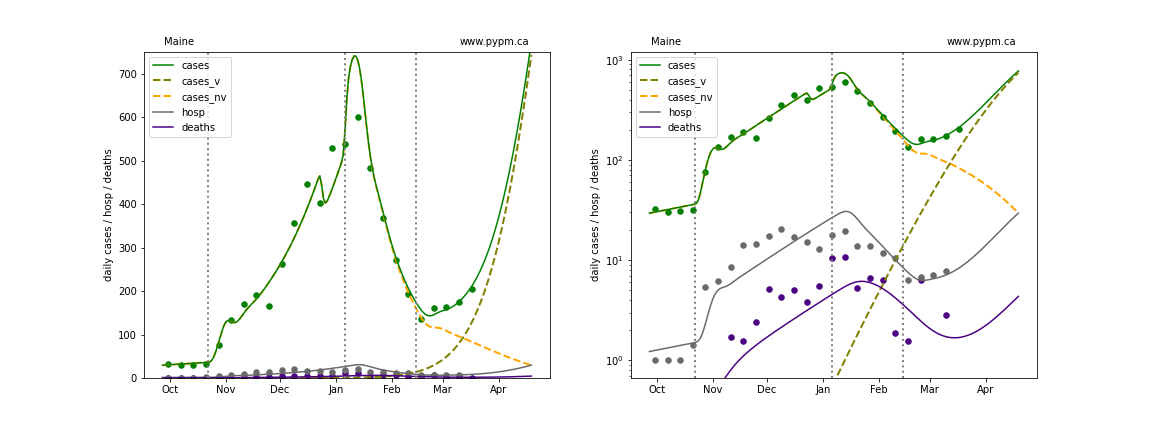 Maine www.pypm.ca
cases
cases_v
cases_nv
hosp
deaths
daily cases / hosp / deaths
700
600
500
400
300
200
100
0
Oct Nov Dec Jan Feb Mar Apr
Maine www.pypm.ca
cases
cases_v
cases_nv
hosp
deaths
daily cases / hosp / deaths
10³
10²
10¹
10⁰
Oct Nov Dec Jan Feb Mar Apr